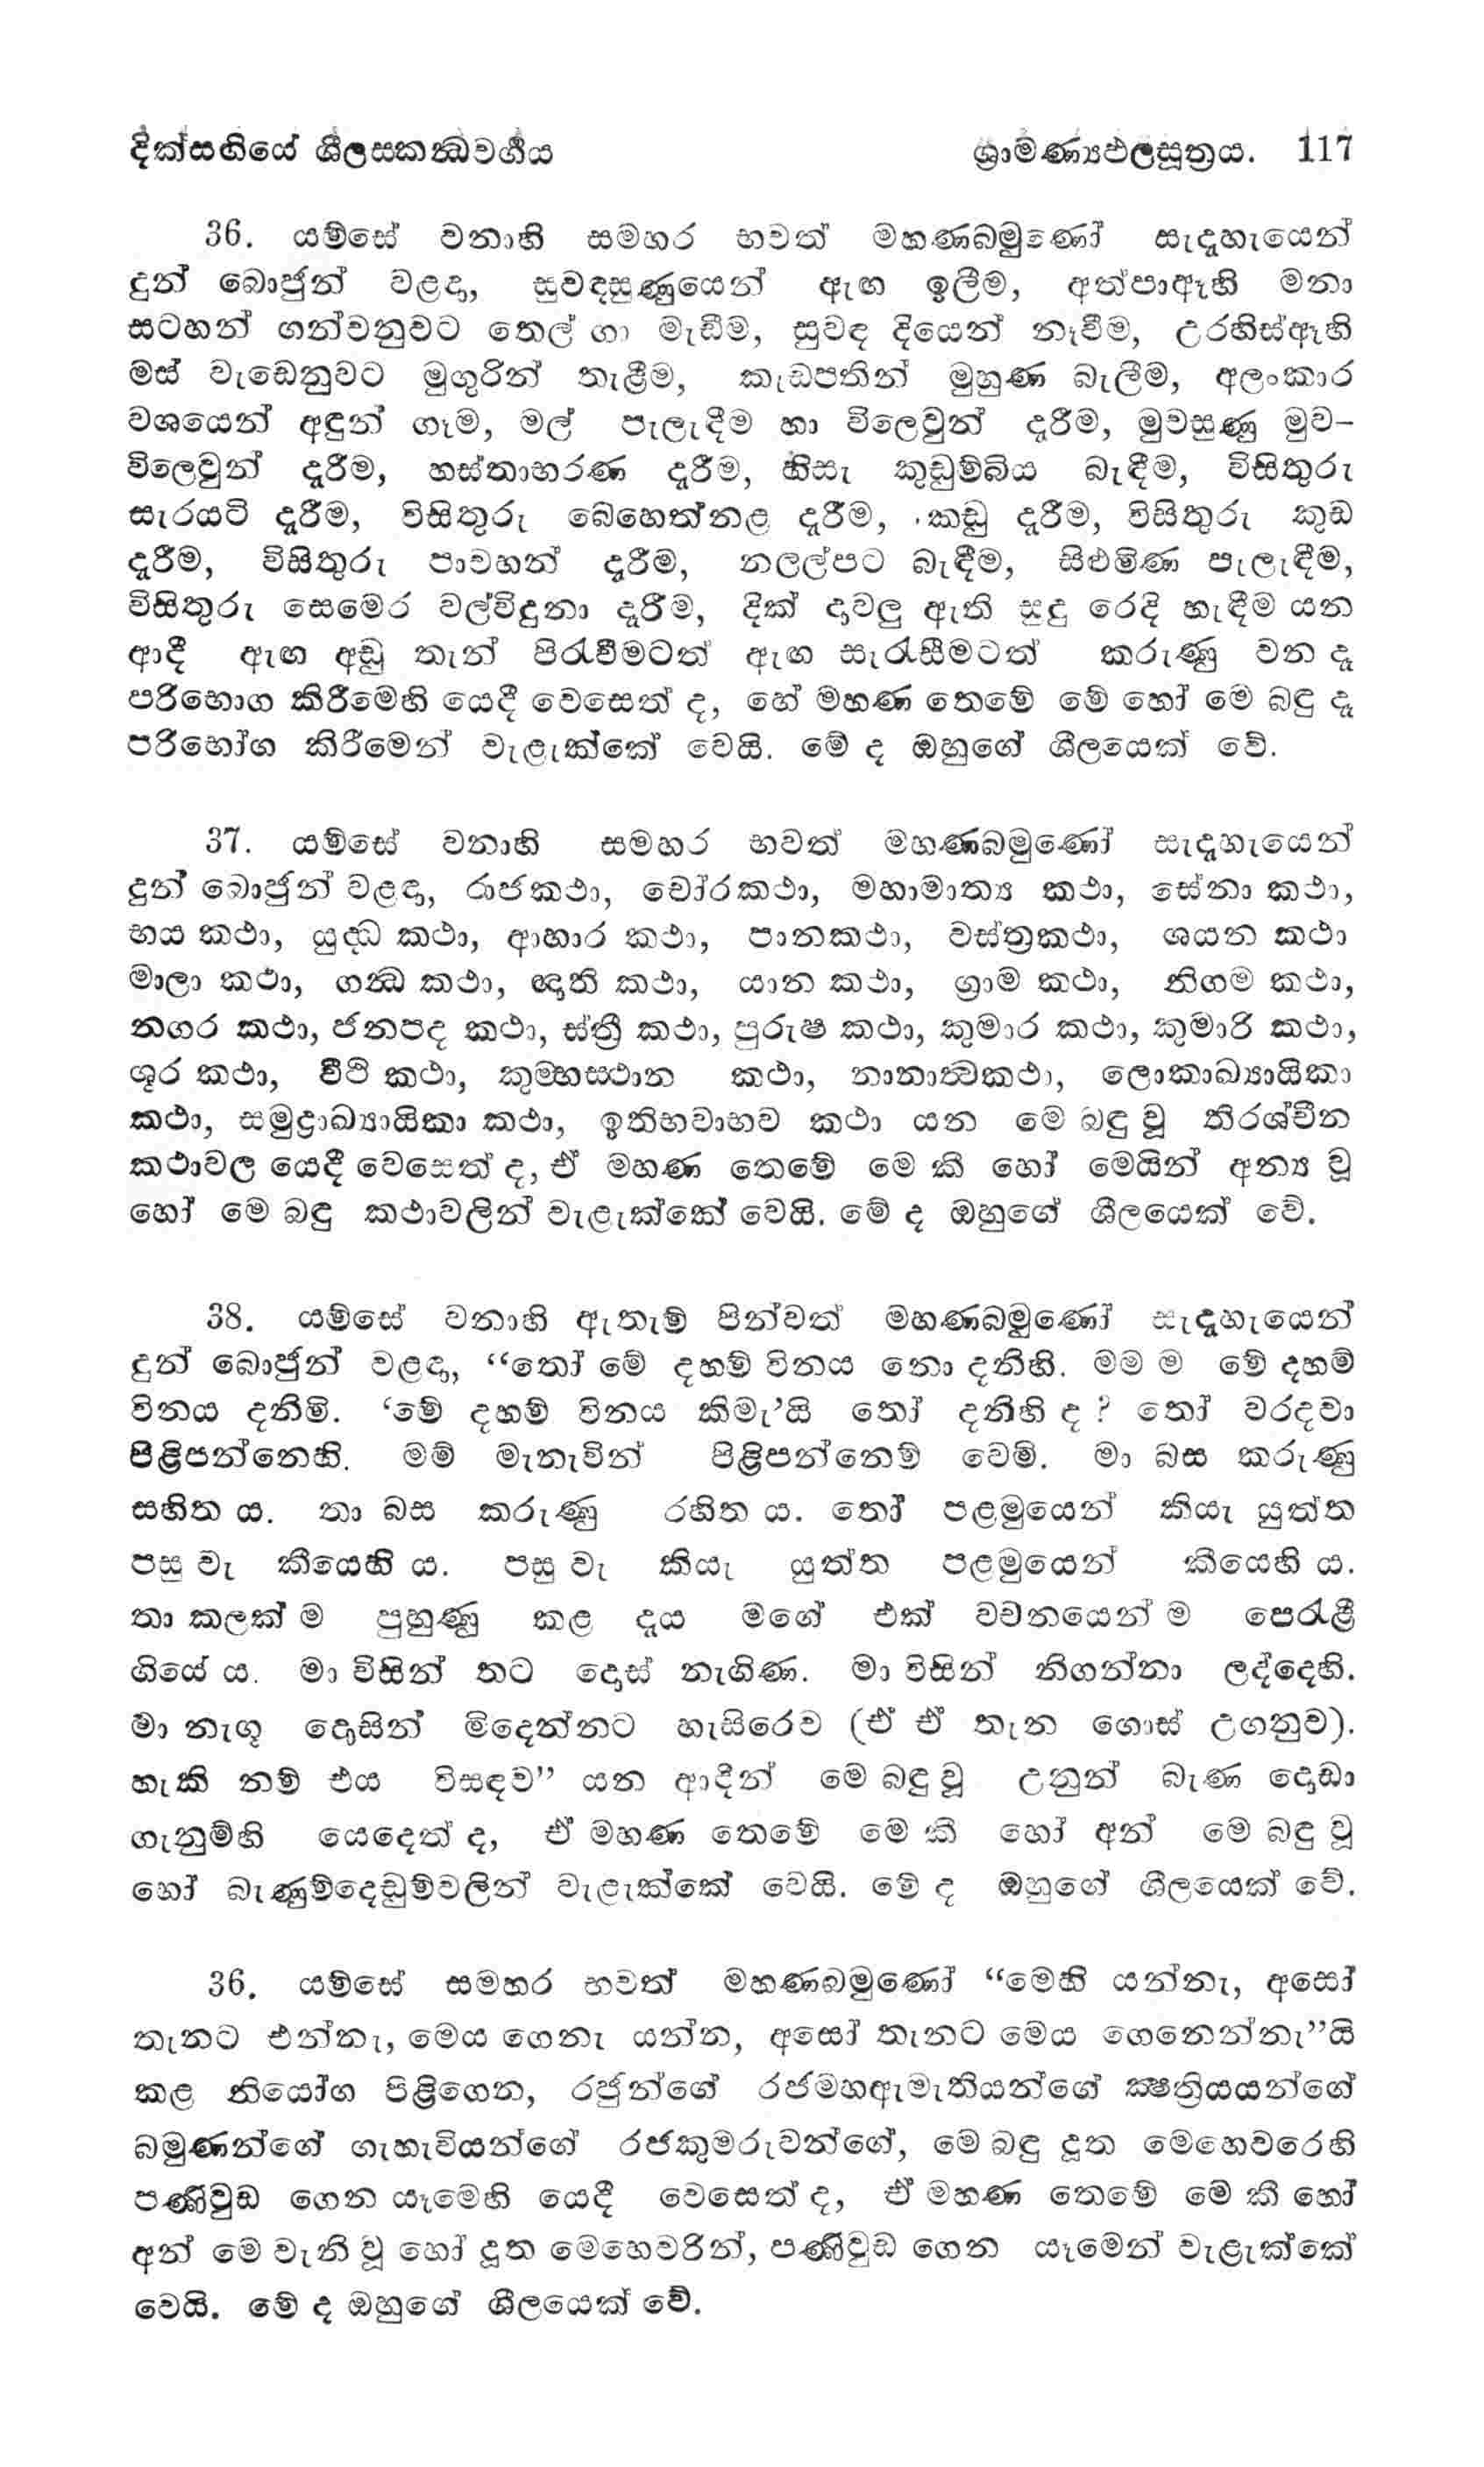 දික්සඟියේ ශීලසකන්‍ධවර්‍ගය ශ්‍රාමණ්‍යඵලසූත්‍රය. 117
36. යම්සේ වනාහි සමහර භවත් මහණබමුණෝ සැදැහැයෙන්
දුන් බොජුන් වළඳා, සුවඳසුණුයෙන් ඇඟ ඉලීම, අත්පාඈහි මනා
සටහන් ගන්වනුවට තෙල් ගා මැඩීම, සුවඳ දියෙන් නෑවීම, උරහිස්ඈහි
මස් වැඩෙනුවට මුගුරින් තැළීම, කැඩපතින් මුහුණ බැලීම, අලංකාර
වශයෙන් අඳුන් ගෑම, මල් පැලැඳීම හා විලෙවුන් දැරීම, මුවසුණු මුව-
විලෙවුන් දැරීම, හස්තාභරණ දැරීම, හිසැ කුඩුම්බිය බැඳීම, විසිතුරු
සැරයටි දැරීම, විසිතුරු බෙහෙත්නළ දැරීම, කඩු දැරීම, විසිතුරු කුඩ
දැරීම, විසිතුරු පාවහන් දැරීම, නලල්පට බැඳීම, සිළුමිණ පැලැඳීම,
විසිතුරු සෙමෙර වල්විදුනා දැරීම, දික් දාවලු ඇති සුදු රෙදි හැඳීම යන
ආදී ඇඟ අඩු තැන් පිරැවීමටත් ඇඟ සැරැසීමටත් කරුණු වන දෑ
පරිභොග කිරීමෙහි යෙදී වෙසෙත් ද, හේ මහණ තෙමේ මේ හෝ මෙ බඳු දෑ
පරිභෝග කිරීමෙන් වැළැක්කේ වෙයි. මේ ද ඔහුගේ ශීලයෙක් වේ.
37. යම්සේ වනාහි සමහර භවත් මහණබමුණෝ සැදැහැයෙන්
දුන් බොජුන් වළඳා, රාජකථා, චෝරකථා, මහාමාත්‍ය කථා, සේනා කථා,
භය කථා, යුද්‍ධ කථා, ආහාර කථා, පානකථා, වස්ත්‍රකථා, ශයන කථා
මාලා කථා, ගන්‍ධ කථා, ඥාති කථා, යාන කථා, ග්‍රාම කථා, නිගම කථා,
නගර කථා, ජනපද කථා, ස්ත්‍රී කථා, පුරුෂ කථා, කුමාර කථා, කුමාරි කථා,
ශූර කථා, වීථි කථා, කුම්භස්ථාන කථා, නානාත්‍වකථා, ලොකාඛ්‍යායිකා
කථා, සමුද්‍රාඛ්‍යායිකා කථා, ඉතිභවාභව කථා යන මෙ බඳු වූ තිරශ්චීන
කථාවල යෙදී වෙසෙත් ද, ඒ මහණ තෙමේ මෙ කී හෝ මෙයින් අන්‍ය වූ
හෝ මෙ බඳු කථාවලින් වැළැක්කේ වෙයි. මේ ද ඔහුගේ ශීලයෙක් වේ.
38. යම්සේ වනාහි ඇතැම් පින්වත් මහණබමුණෝ සැදැහැයෙන්
දුන් බොජුන් වළඳා, “තෝ මේ දහම් විනය නො දනිහි. මම ම මේ දහම්
විනය දනිමි. ‘මේ දහම් විනය කිමැ’යි තෝ දනිහි ද ? තෝ වරදවා
පිළිපන්නෙහි. මම් මැනැවින් පිළිපන්නෙම් වෙමි. මා බස කරුණු
සහිත ය. තා බස කරුණු රහිත ය. තෝ පළමුයෙන් කියැ යුත්ත
පසු වැ කීයෙහි ය. පසු වැ කියැ යුත්ත පළමුයෙන් කීයෙහි ය.
තා කලක් ම පුහුණු කළ දැය මගේ එක් වචනයෙන් ම පෙරැළී
ගියේ ය. මා විසින් තට දොස් නැගිණ. මා විසින් නිගන්නා ලද්දෙහි.
මා නැගූ දොසින් මිදෙන්නට හැසිරෙව (ඒ ඒ තැන ගොස් උගනුව).
හැකි නම් එය විසඳව” යන ආදීන් මෙ බඳු වූ උනුන් බැණ දොඩා
ගැනුම්හි යෙදෙත් ද, ඒ මහණ තෙමේ මෙ කී හෝ අන් මෙ බඳු වූ
හෝ බැණුම්දෙඩුම්වලින් වැළැක්කේ වෙයි. මේ ද ඔහුගේ ශීලයෙක් වේ.
36. යම්සේ සමහර භවත් මහණබමුණෝ “මෙහි යන්නැ, අසෝ
තැනට එන්නැ, මෙය ගෙනැ යන්න, අසෝ තැනට මෙය ගෙනෙන්නැ”යි
කළ නියෝග පිළිගෙන, රජුන්ගේ රජමහඇමැතියන්ගේ ක්‍ෂත්‍රියයන්ගේ
බමුණන්ගේ ගැහැවියන්ගේ රජකුමරුවන්ගේ, මෙ බඳු දූත මෙහෙවරෙහි
පණිවුඩ ගෙන යෑමෙහි යෙදී වෙසෙත් ද, ඒ මහණ තෙමේ මේ කී හෝ
අන් මෙ වැනි වූ හෝ දූත මෙහෙවරින්, පණිවුඩ ගෙන යෑමෙන් වැළැක්කේ
වෙයි. මේ ද ඔහුගේ ශීලයෙක් වේ.